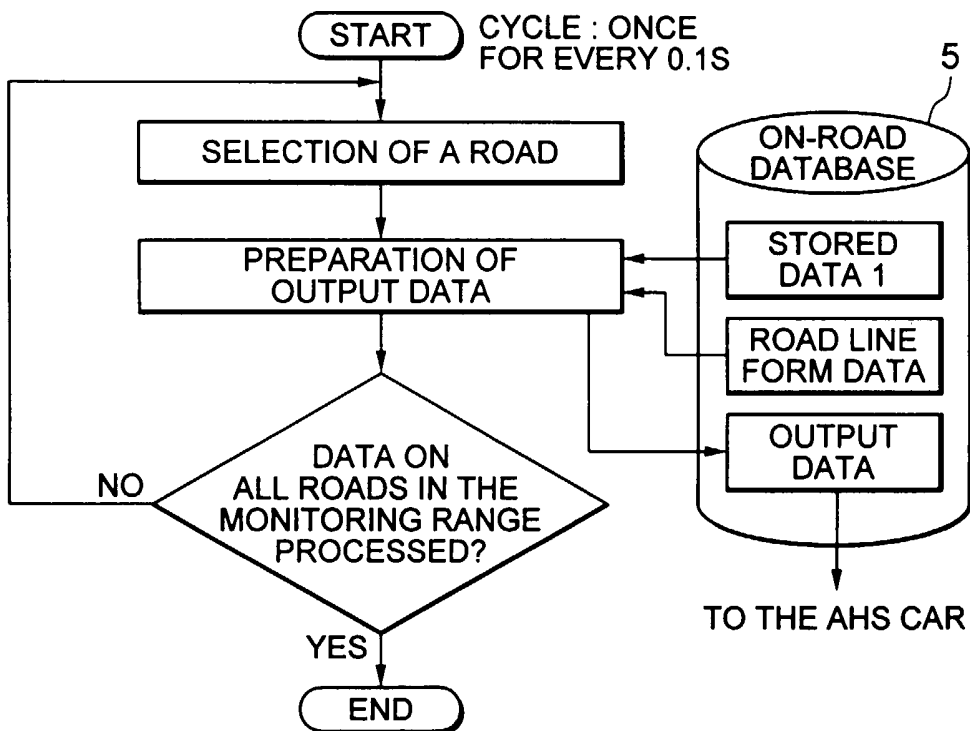 START
CYCLE : ONCE
FOR EVERY 0.1S
5
SELECTION OF A ROAD
ON-ROAD
DATABASE
PREPARATION OF
OUTPUT DATA
STORED
DATA 1
ROAD LINE
FORM DATA
OUTPUT
DATA
DATA ON
ALL ROADS IN THE
MONITORING RANGE
PROCESSED?
NO
YES
TO THE AHS CAR
END